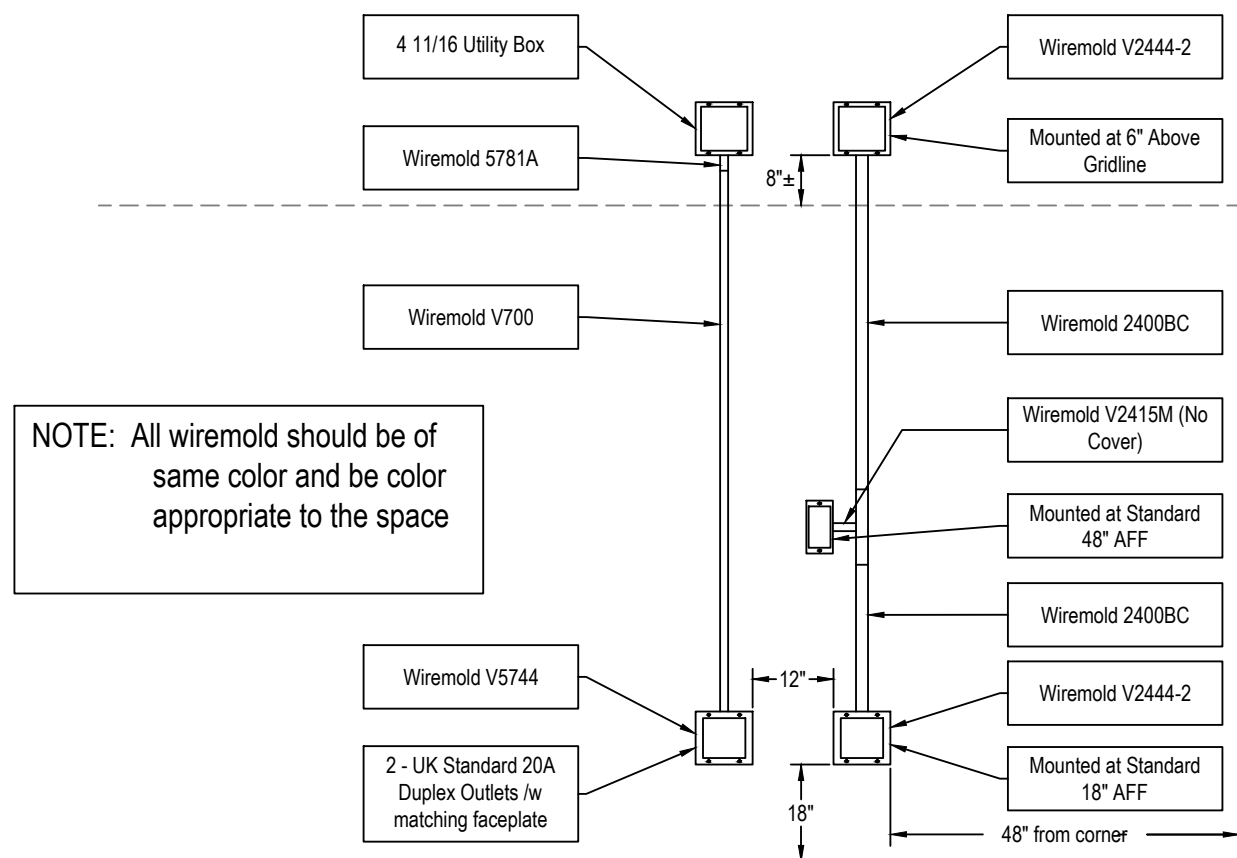 4 11/16 Utility Box
Wiremold V2444-2
Wiremold 5781A
Mounted at 6" Above
Gridline
8"±
Wiremold V700
Wiremold 2400BC
NOTE: All wiremold should be of
same color and be color
appropriate to the space
Wiremold V2415M (No
Cover)
Mounted at Standard
48" AFF
Wiremold 2400BC
Wiremold V5744
12"
Wiremold V2444-2
2 - UK Standard 20A
Duplex Outlets /w
matching faceplate
Mounted at Standard
18" AFF
18"
48" from corner